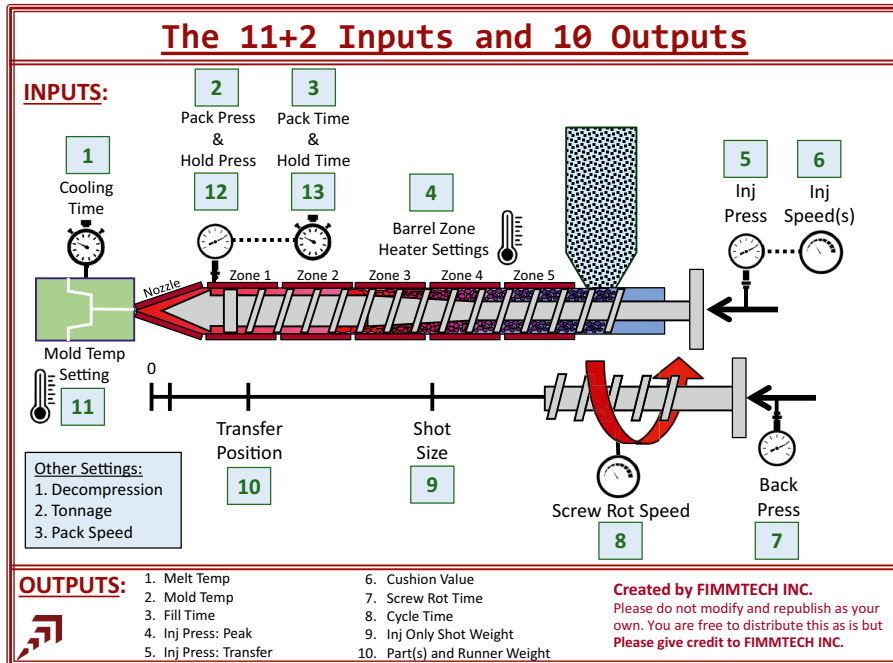 The 11+2 Inputs and 10 Outputs
INPUTS:
1
Cooling
Time
2
Pack Press
&
Hold Press
12
3
Pack Time
&
Hold Time
13
4
Barrel Zone
Heater Settings
5
Inj
Press
6
Inj
Speed(s)
Nozzle
Zone 1
Zone 2
Zone 3
Zone 4
Zone 5
Mold Temp
Setting
11
0
Transfer
Position
10
Shot
Size
9
Screw Rot Speed
8
Back
Press
7
Other Settings:
1. Decompression
2. Tonnage
3. Pack Speed
OUTPUTS:
1. Melt Temp
2. Mold Temp
3. Fill Time
4. Inj Press: Peak
5. Inj Press: Transfer
6. Cushion Value
7. Screw Rot Time
8. Cycle Time
9. Inj Only Shot Weight
10. Part(s) and Runner Weight
Created by FIMMTECH INC.
Please do not modify and republish as your
own. You are free to distribute this as is but
Please give credit to FIMMTECH INC.